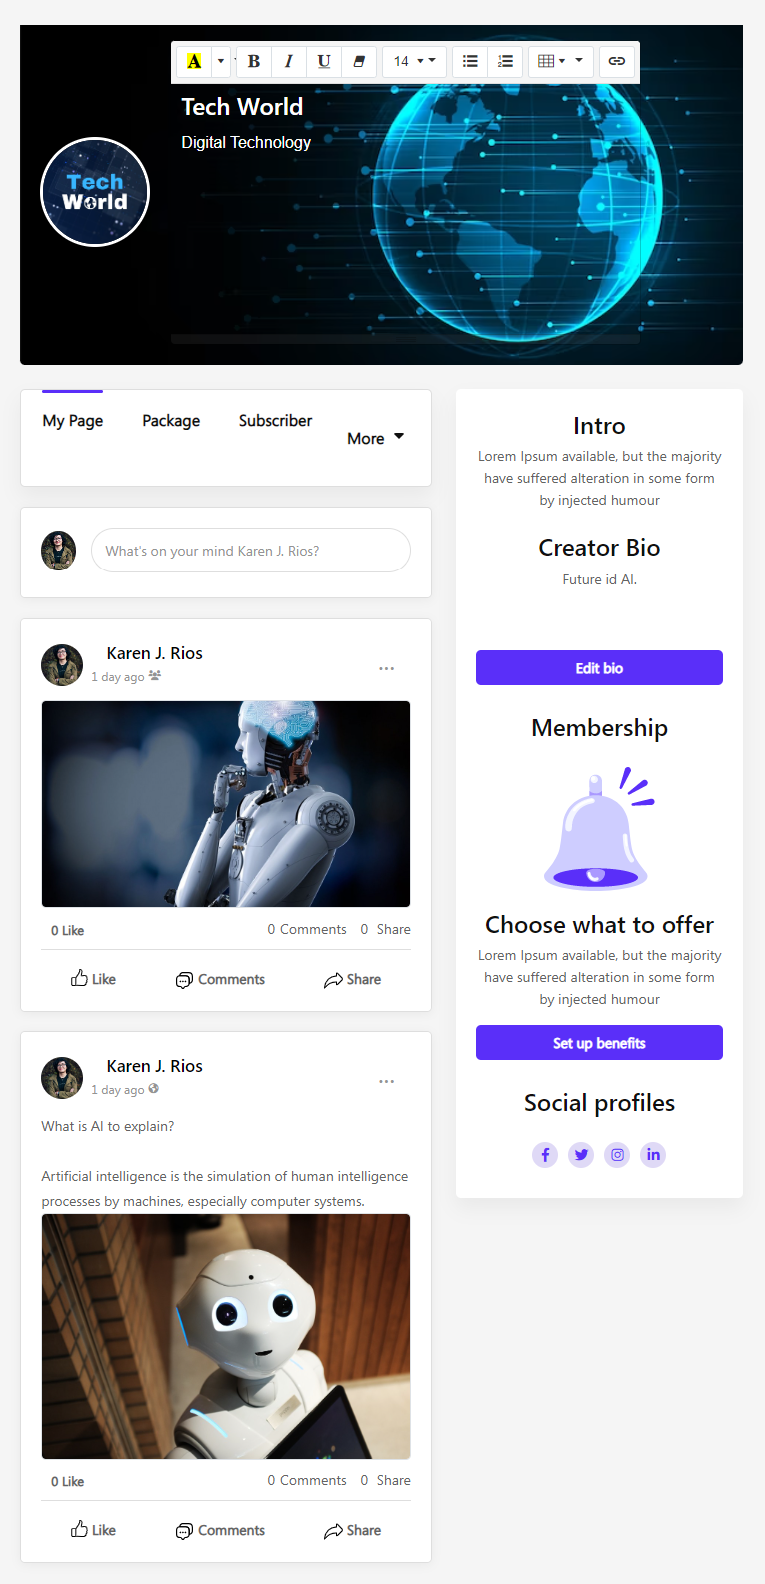 A B I U 14
Tech World
Digital Technology
Tech
World
My Page Package Subscriber More
What's on your mind Karen J. Rios?
Karen J. Rios
1 day ago
0 Like 0 Comments 0 Share
Like Comments Share
Karen J. Rios
1 day ago
What is AI to explain?
Artificial intelligence is the simulation of human intelligence
processes by machines, especially computer systems.
0 Like 0 Comments 0 Share
Like Comments Share
Intro
Lorem Ipsum available, but the majority
have suffered alteration in some form
by injected humour
Creator Bio
Future id AI.
Edit bio
Membership
Choose what to offer
Lorem Ipsum available, but the majority
have suffered alteration in some form
by injected humour
Set up benefits
Social profiles